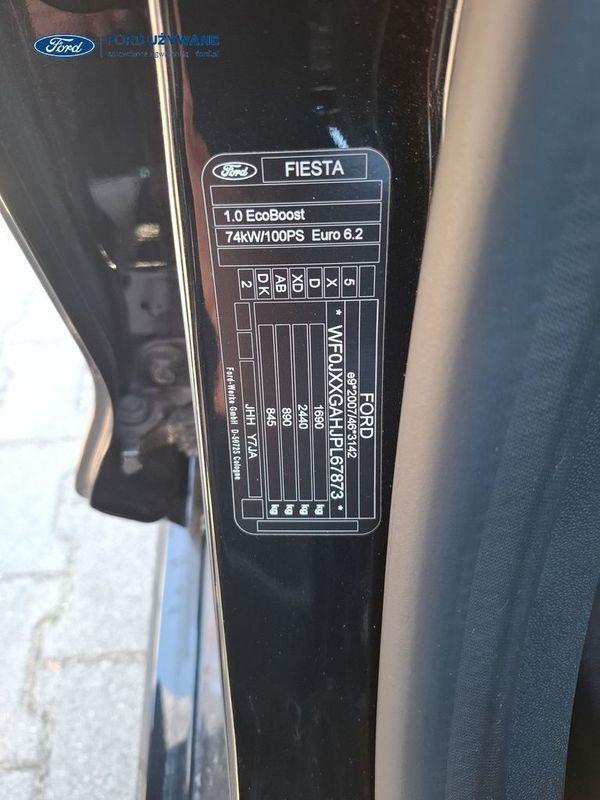 Ford
FORD UŻYWANE
Ford
FIESTA
1.0 EcoBoost
74kW/100PS Euro 6.2
2 DK AB XD D X 5
FORD
e9*2007/46*3142
* WF0JXXGAHJPL67873 *
1690 kg
2440 kg
890 kg
845 kg
JHH Y7JA
Ford-Werke GmbH D-59725 Cologne